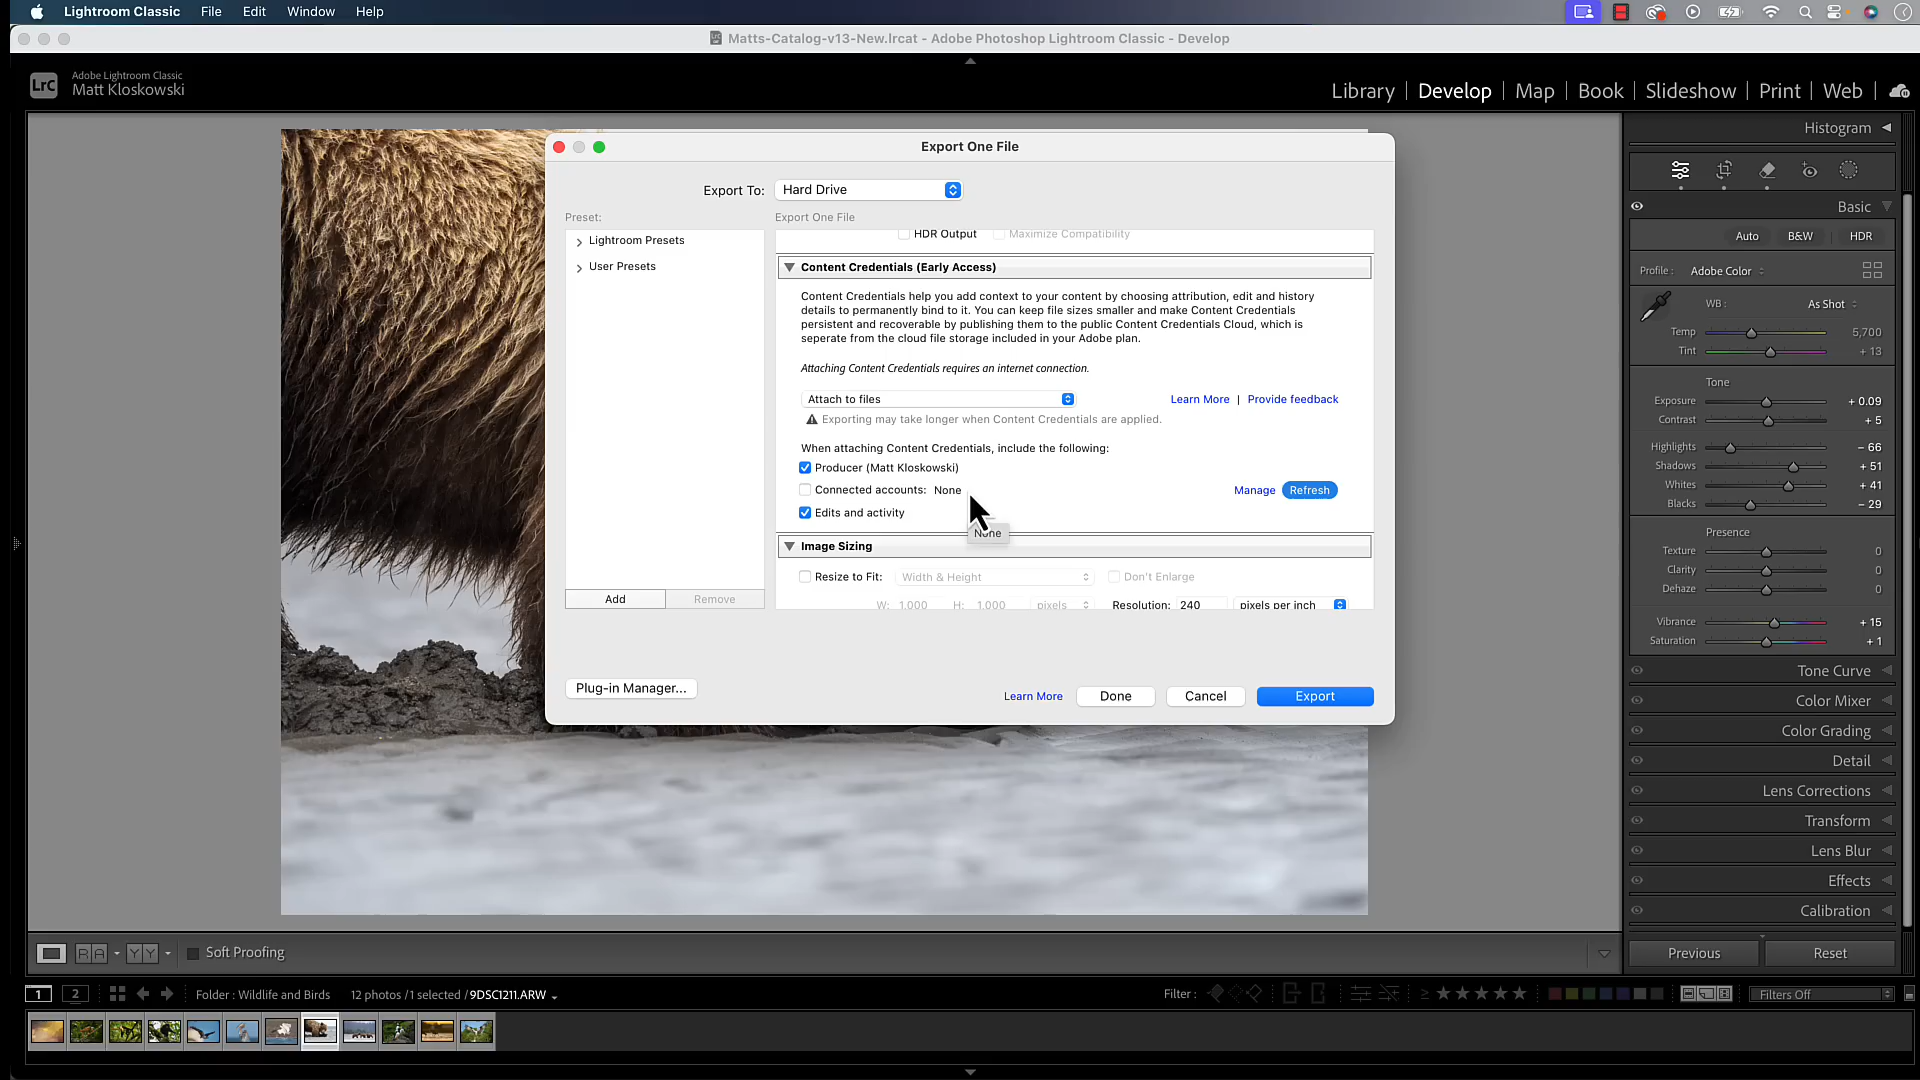 Lightroom Classic File Edit Window Help
Matts-Catalog-v13-New.lrcat - Adobe Photoshop Lightroom Classic - Develop
LrC
Adobe Lightroom Classic
Matt Kloskowski
Library | Develop | Map | Book | Slideshow | Print | Web
Histogram
Basic
Auto B&W HDR
Profile : Adobe Color
WB : As Shot
Temp 5,700
Tint + 13
Tone
Exposure + 0.09
Contrast + 5
Highlights − 66
Shadows + 51
Whites + 41
Blacks − 29
Presence
Texture 0
Clarity 0
Dehaze 0
Vibrance + 15
Saturation + 1
Tone Curve
Color Mixer
Color Grading
Detail
Lens Corrections
Transform
Lens Blur
Effects
Calibration
Previous Reset
Export One File
Export To: Hard Drive
Preset:
Lightroom Presets
User Presets
Add Remove
Export One File
HDR Output Maximize Compatibility
Content Credentials (Early Access)
Content Credentials help you add context to your content by choosing attribution, edit and history
details to permanently bind to it. You can keep file sizes smaller and make Content Credentials
persistent and recoverable by publishing them to the public Content Credentials Cloud, which is
seperate from the cloud file storage included in your Adobe plan.
Attaching Content Credentials requires an internet connection.
Attach to files Learn More | Provide feedback
Exporting may take longer when Content Credentials are applied.
When attaching Content Credentials, include the following:
Producer (Matt Kloskowski)
Connected accounts: None Manage Refresh
Edits and activity
None
Image Sizing
Resize to Fit: Width & Height Don't Enlarge
W: 1,000 H: 1,000 pixels Resolution: 240 pixels per inch
Plug-in Manager... Learn More Done Cancel Export
R A Y Y Soft Proofing
1 2 Folder : Wildlife and Birds 12 photos / 1 selected / 9DSC1211.ARW Filter : ≥ Filters Off